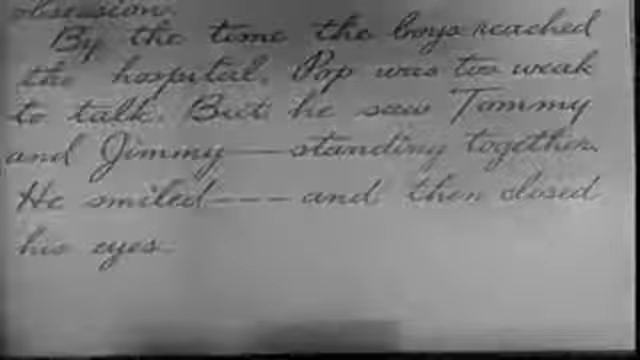 obsession.
By the time the boys reached
the hospital, Pop was too weak
to talk. But he saw Tommy
and Jimmy—standing together.
He smiled--- and then closed
his eyes.